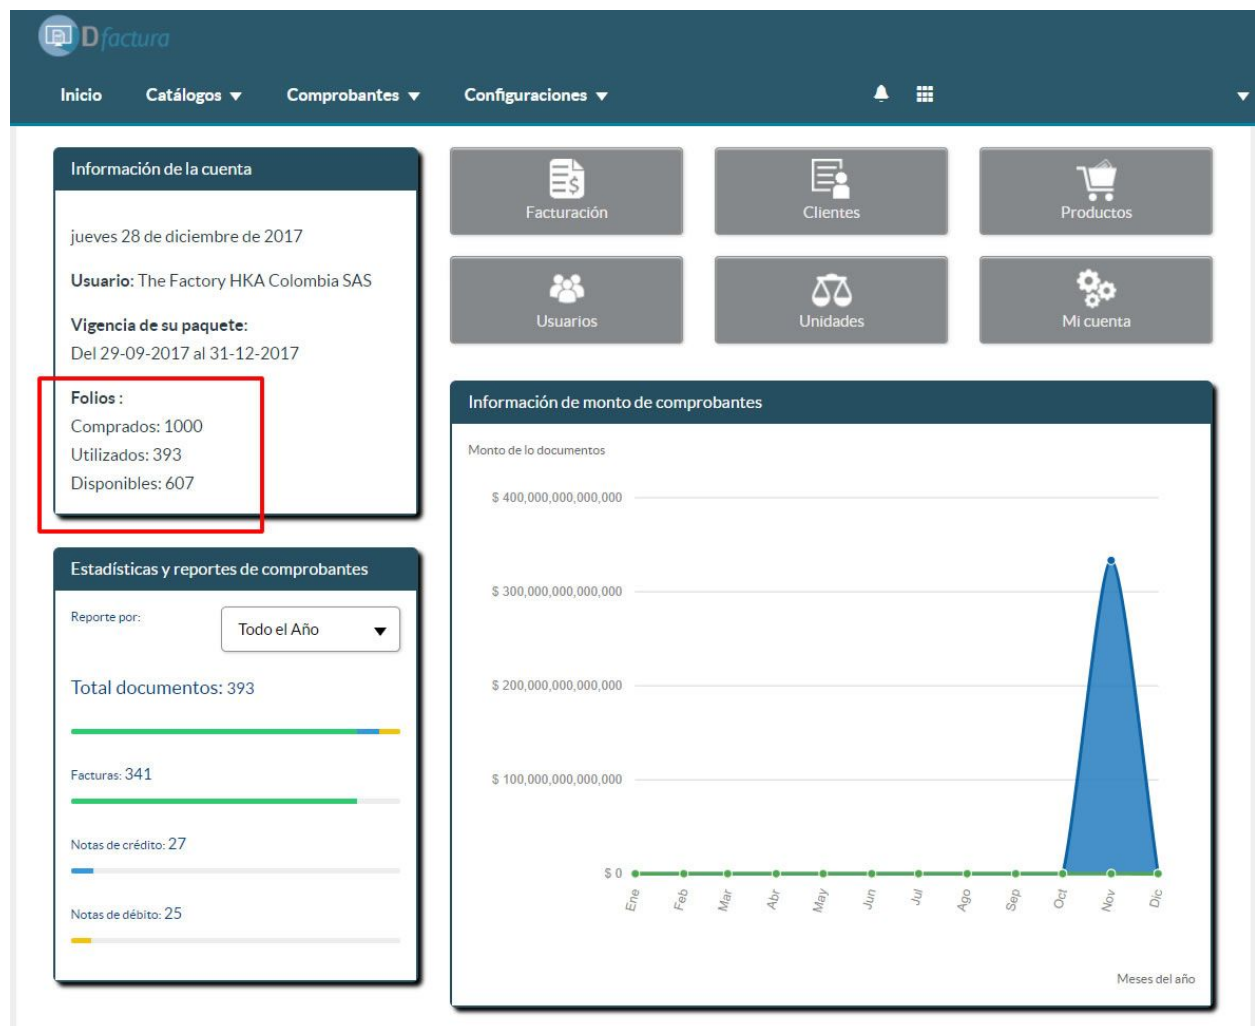 Dfactura
Inicio Catálogos Comprobantes Configuraciones
Información de la cuenta
jueves 28 de diciembre de 2017
Usuario: The Factory HKA Colombia SAS
Vigencia de su paquete:
Del 29-09-2017 al 31-12-2017
Folios :
Comprados: 1000
Utilizados: 393
Disponibles: 607
Facturación
Clientes
Productos
Usuarios
Unidades
Mi cuenta
Estadísticas y reportes de comprobantes
Reporte por:
Todo el Año
Total documentos: 393
Facturas: 341
Notas de crédito: 27
Notas de débito: 25
Información de monto de comprobantes
Monto de lo documentos
$ 400,000,000,000,000
$ 300,000,000,000,000
$ 200,000,000,000,000
$ 100,000,000,000,000
$ 0
Ene
Feb
Mar
Abr
May
Jun
Jul
Ago
Sep
Oct
Nov
Dic
Meses del año